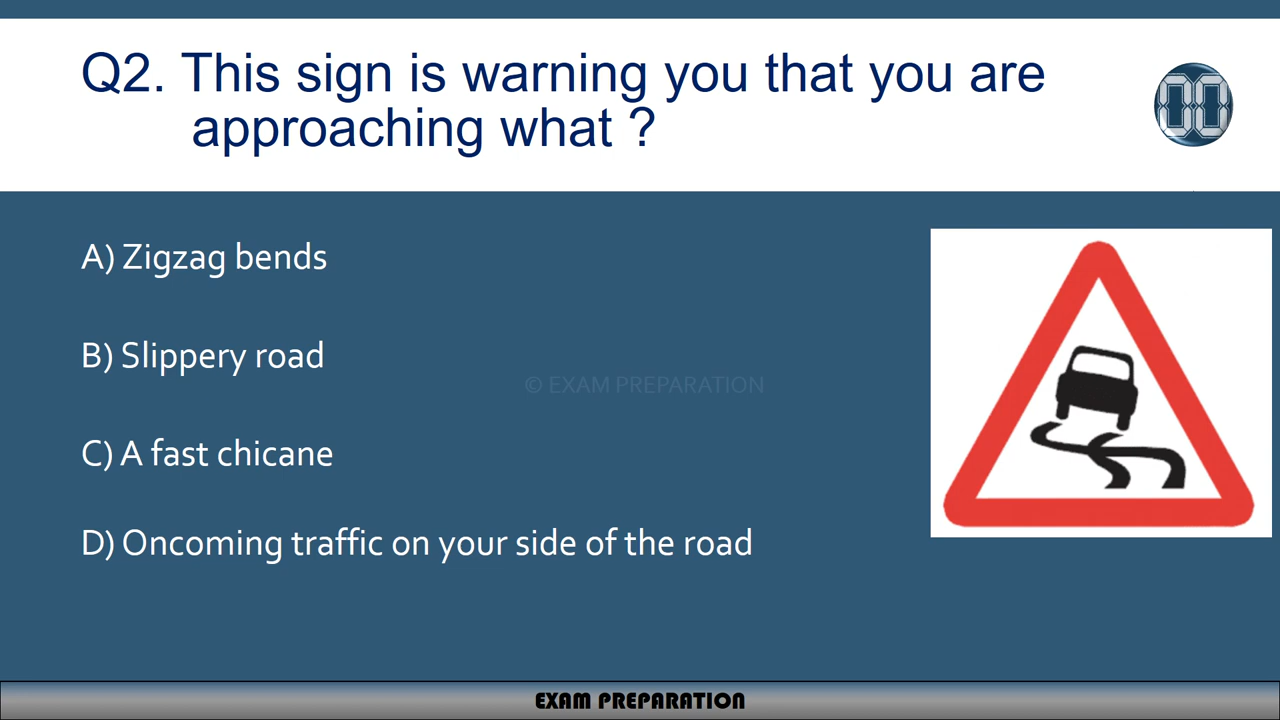 Q2. This sign is warning you that you are
approaching what ?
00
A) Zigzag bends
B) Slippery road
© EXAM PREPARATION
C) A fast chicane
D) Oncoming traffic on your side of the road
EXAM PREPARATION